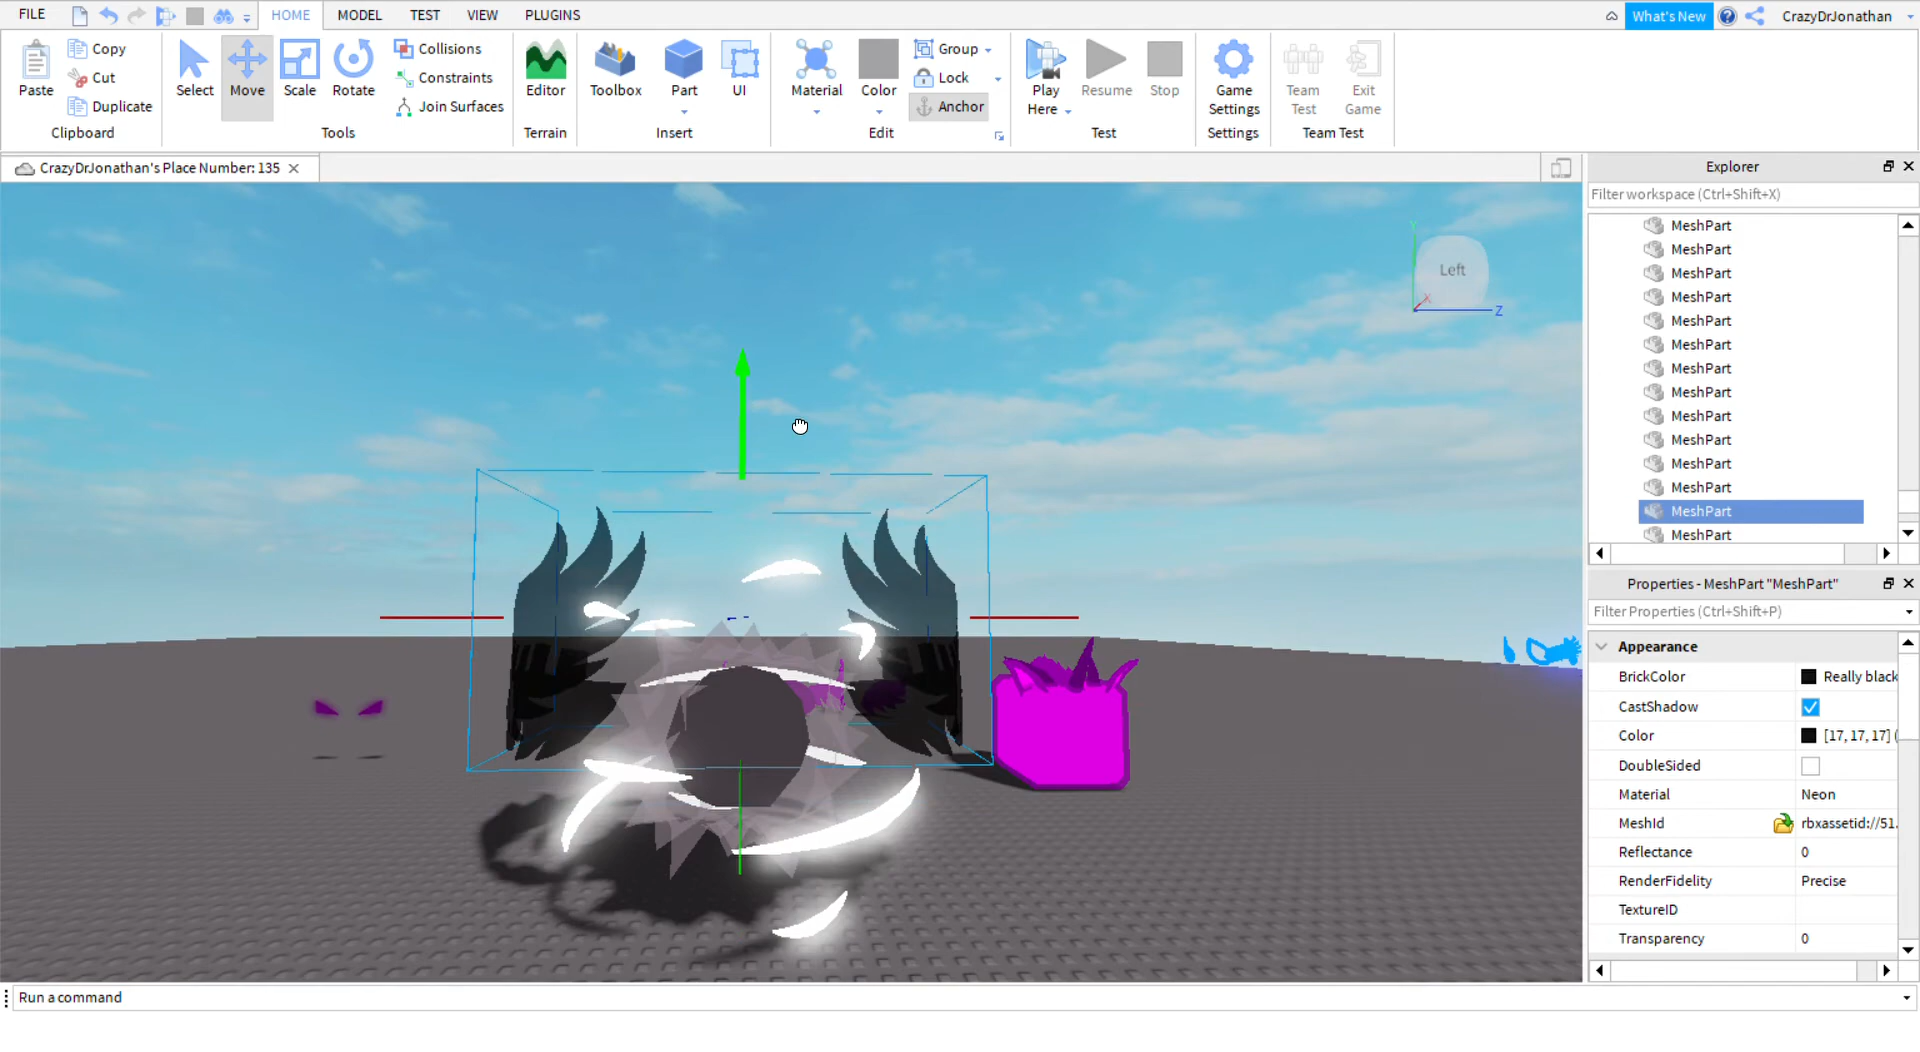 FILE HOME MODEL TEST VIEW PLUGINS What's New CrazyDrJonathan
Paste Copy Cut Duplicate Clipboard
Select Move Scale Rotate Collisions Constraints Join Surfaces Tools
Editor Terrain
Toolbox Part UI Insert
Material Color Group Lock Anchor Edit
Play Here Resume Stop Test
Game Settings Settings
Team Test Exit Game Team Test
CrazyDrJonathan's Place Number: 135
Left
Y
X
Z
Explorer
Filter workspace (Ctrl+Shift+X)
MeshPart
MeshPart
MeshPart
MeshPart
MeshPart
MeshPart
MeshPart
MeshPart
MeshPart
MeshPart
MeshPart
MeshPart
MeshPart
MeshPart
Properties - MeshPart "MeshPart"
Filter Properties (Ctrl+Shift+P)
Appearance
BrickColor Really black
CastShadow
Color [17, 17, 17] (
DoubleSided
Material Neon
MeshId rbxassetid://51.
Reflectance 0
RenderFidelity Precise
TextureID
Transparency 0
Run a command